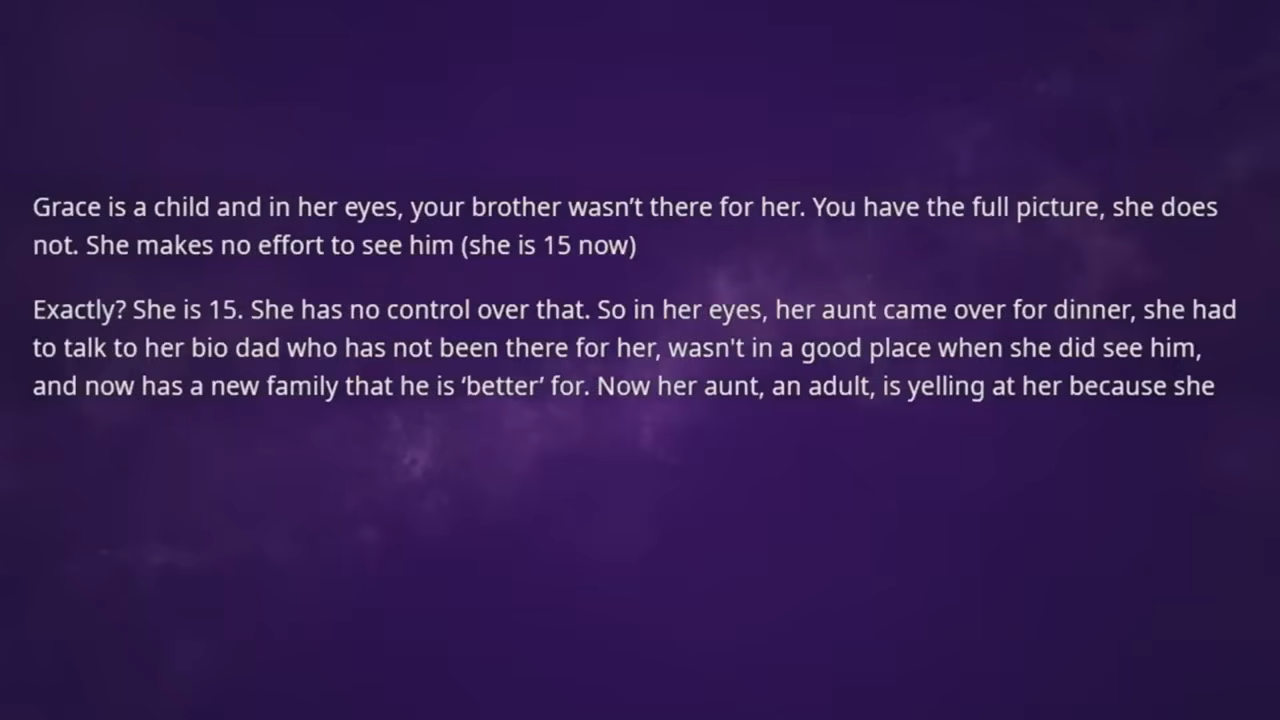 Grace is a child and in her eyes, your brother wasn’t there for her. You have the full picture, she does
not. She makes no effort to see him (she is 15 now)
Exactly? She is 15. She has no control over that. So in her eyes, her aunt came over for dinner, she had
to talk to her bio dad who has not been there for her, wasn't in a good place when she did see him,
and now has a new family that he is ‘better’ for. Now her aunt, an adult, is yelling at her because she